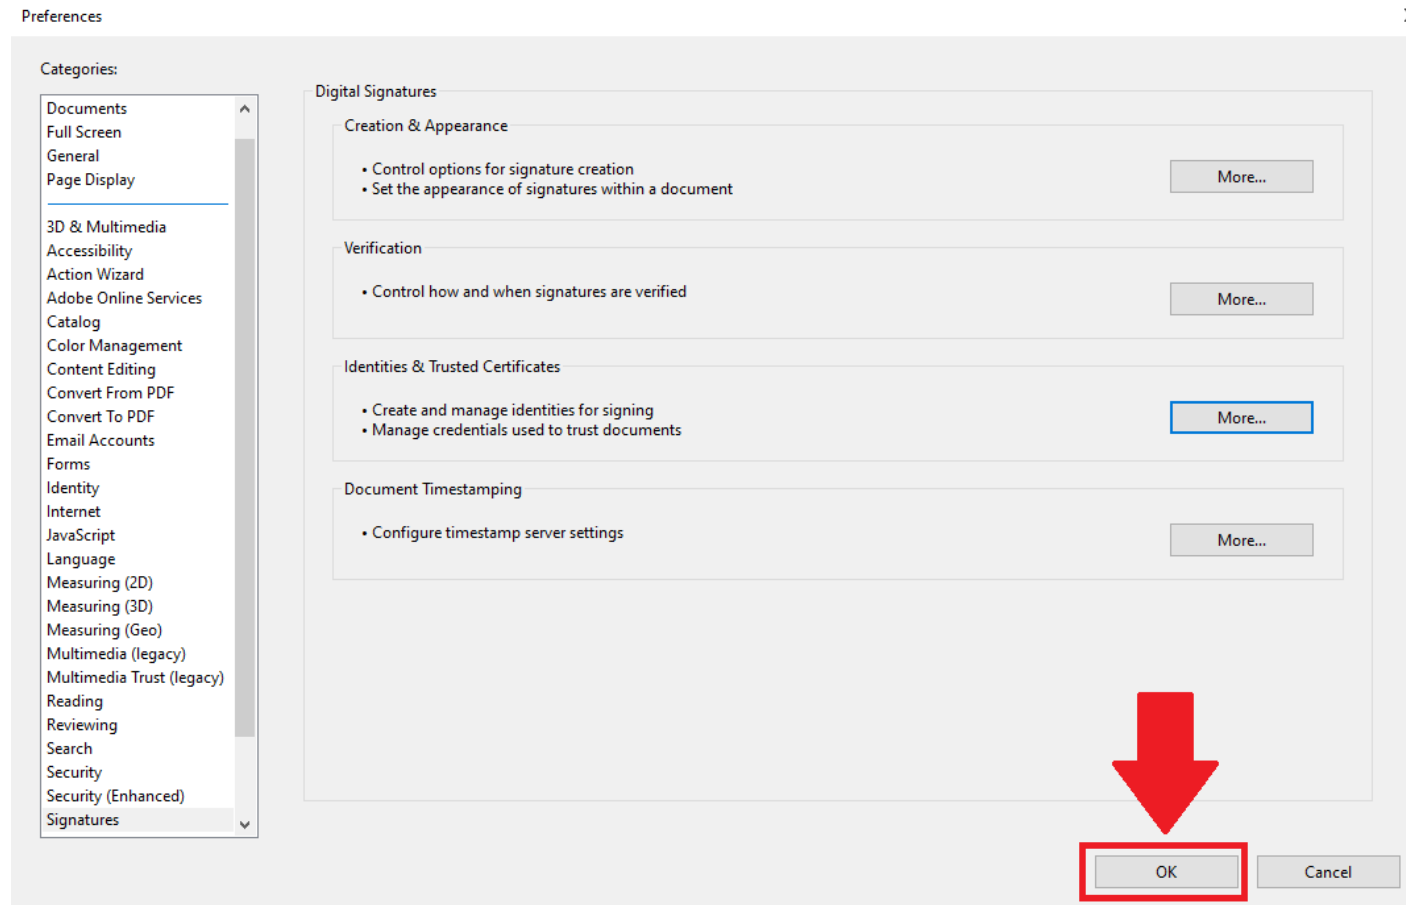 Preferences
Categories:
Documents
Full Screen
General
Page Display
3D & Multimedia
Accessibility
Action Wizard
Adobe Online Services
Catalog
Color Management
Content Editing
Convert From PDF
Convert To PDF
Email Accounts
Forms
Identity
Internet
JavaScript
Language
Measuring (2D)
Measuring (3D)
Measuring (Geo)
Multimedia (legacy)
Multimedia Trust (legacy)
Reading
Reviewing
Search
Security
Security (Enhanced)
Signatures
Digital Signatures
Creation & Appearance
• Control options for signature creation
• Set the appearance of signatures within a document
More...
Verification
• Control how and when signatures are verified
More...
Identities & Trusted Certificates
• Create and manage identities for signing
• Manage credentials used to trust documents
More...
Document Timestamping
• Configure timestamp server settings
More...
OK
Cancel